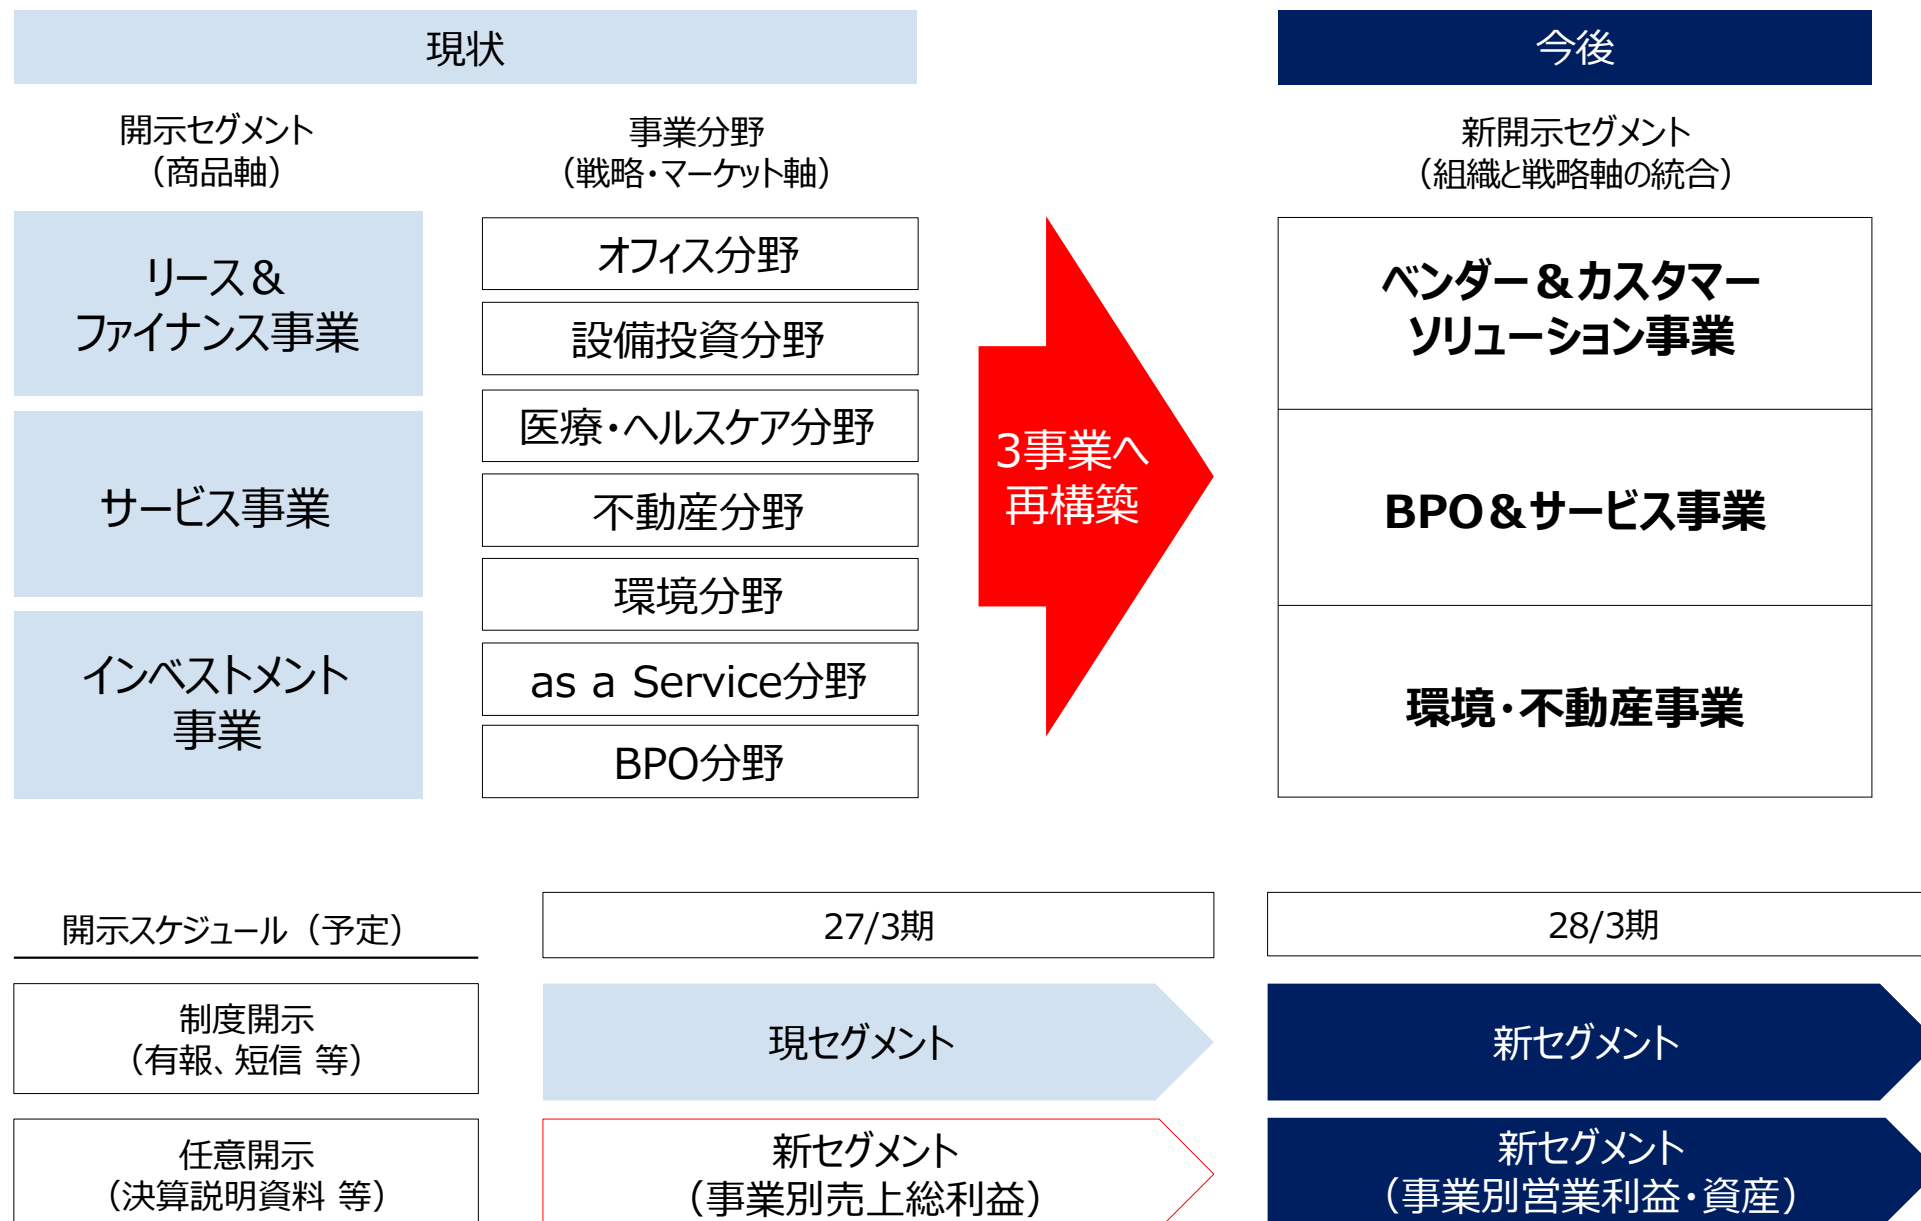 現状
今後
開示セグメント
（商品軸）
事業分野
（戦略・マーケット軸）
新開示セグメント
（組織と戦略軸の統合）
リース＆
ファイナンス事業
サービス事業
インベストメント
事業
オフィス分野
設備投資分野
医療・ヘルスケア分野
不動産分野
環境分野
as a Service分野
BPO分野
3事業へ
再構築
ベンダー＆カスタマー
ソリューション事業
BPO＆サービス事業
環境・不動産事業
開示スケジュール（予定）
27/3期
28/3期
制度開示
（有報、短信 等）
現セグメント
新セグメント
任意開示
（決算説明資料 等）
新セグメント
（事業別売上総利益）
新セグメント
（事業別営業利益・資産）